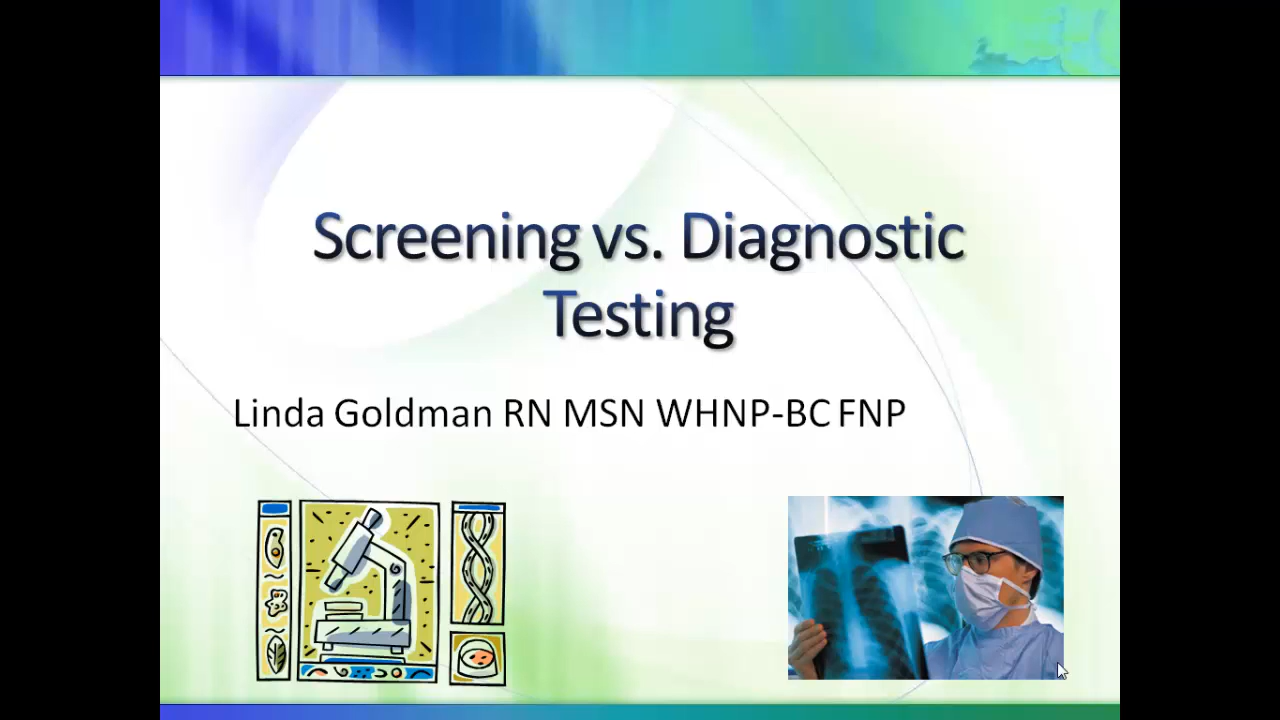 Screening vs. Diagnostic
Testing
Linda Goldman RN MSN WHNP-BC FNP